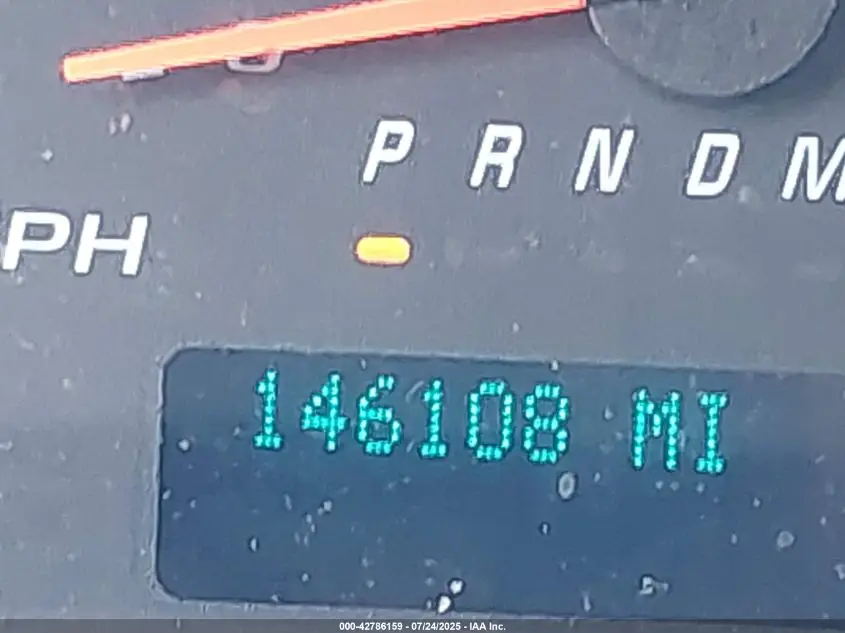 P R N D M
PH
146108 MI
000-42786159 - 07/24/2025 - IAA Inc.